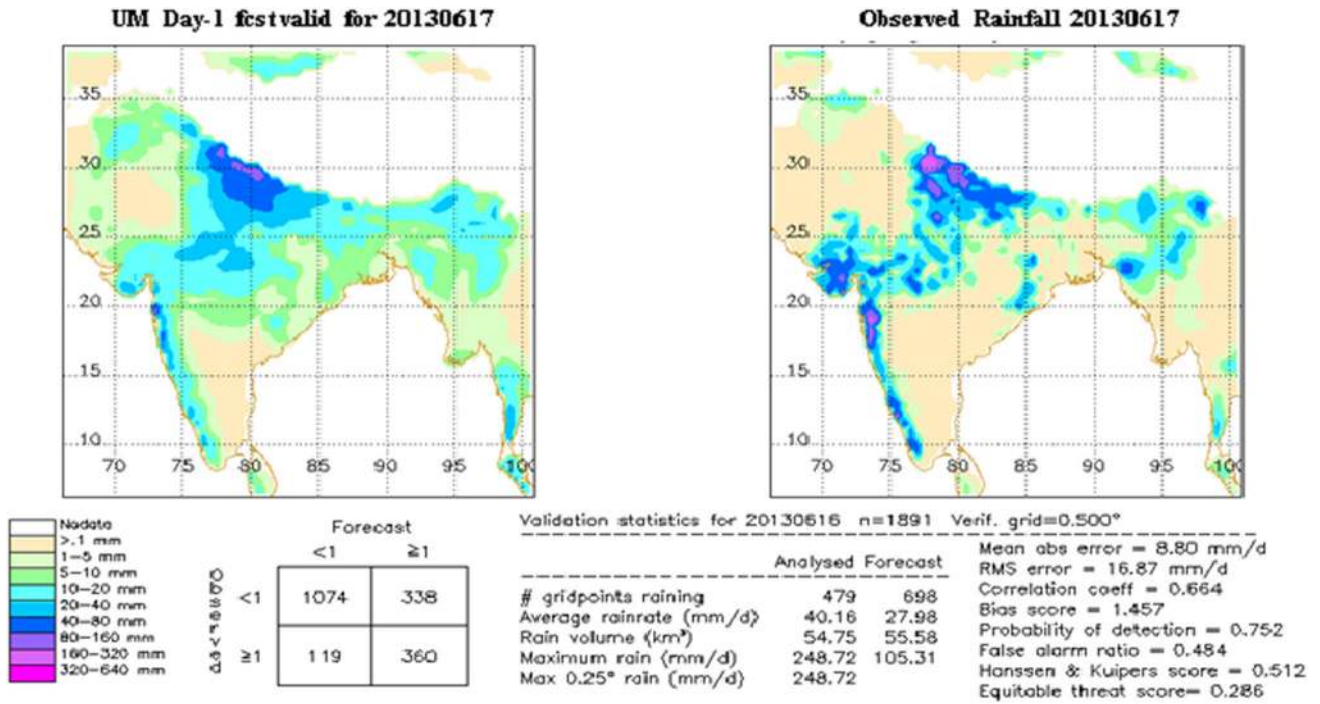 UM Day-1 fcstvalid for 20130617
Observed Rainfall 20130617
35
30
25
20
15
10
70 75 80 85 90 95 100
35
30
25
20
15
10
70 75 80 85 90 95 100
Nodata
>.1 mm
1-5 mm
5-10 mm
10-20 mm
20-40 mm
40-80 mm
80-160 mm
160-320 mm
320-640 mm
Forecast
<1 ≥1
Observed
<1 1074 338
≥1 119 360
Validation statistics for 20130616 n=1891 Verif. grid=0.500°
Analysed Forecast
# gridpoints raining 479 698
Average rainrate (mm/d) 40.16 27.98
Rain volume (km³) 54.75 55.58
Maximum rain (mm/d) 248.72 105.31
Max 0.25° rain (mm/d) 248.72
Mean abs error = 8.80 mm/d
RMS error = 16.87 mm/d
Correlation coeff = 0.664
Bias score = 1.457
Probability of detection = 0.752
False alarm ratio = 0.484
Hanssen & Kuipers score = 0.512
Equitable threat score= 0.286